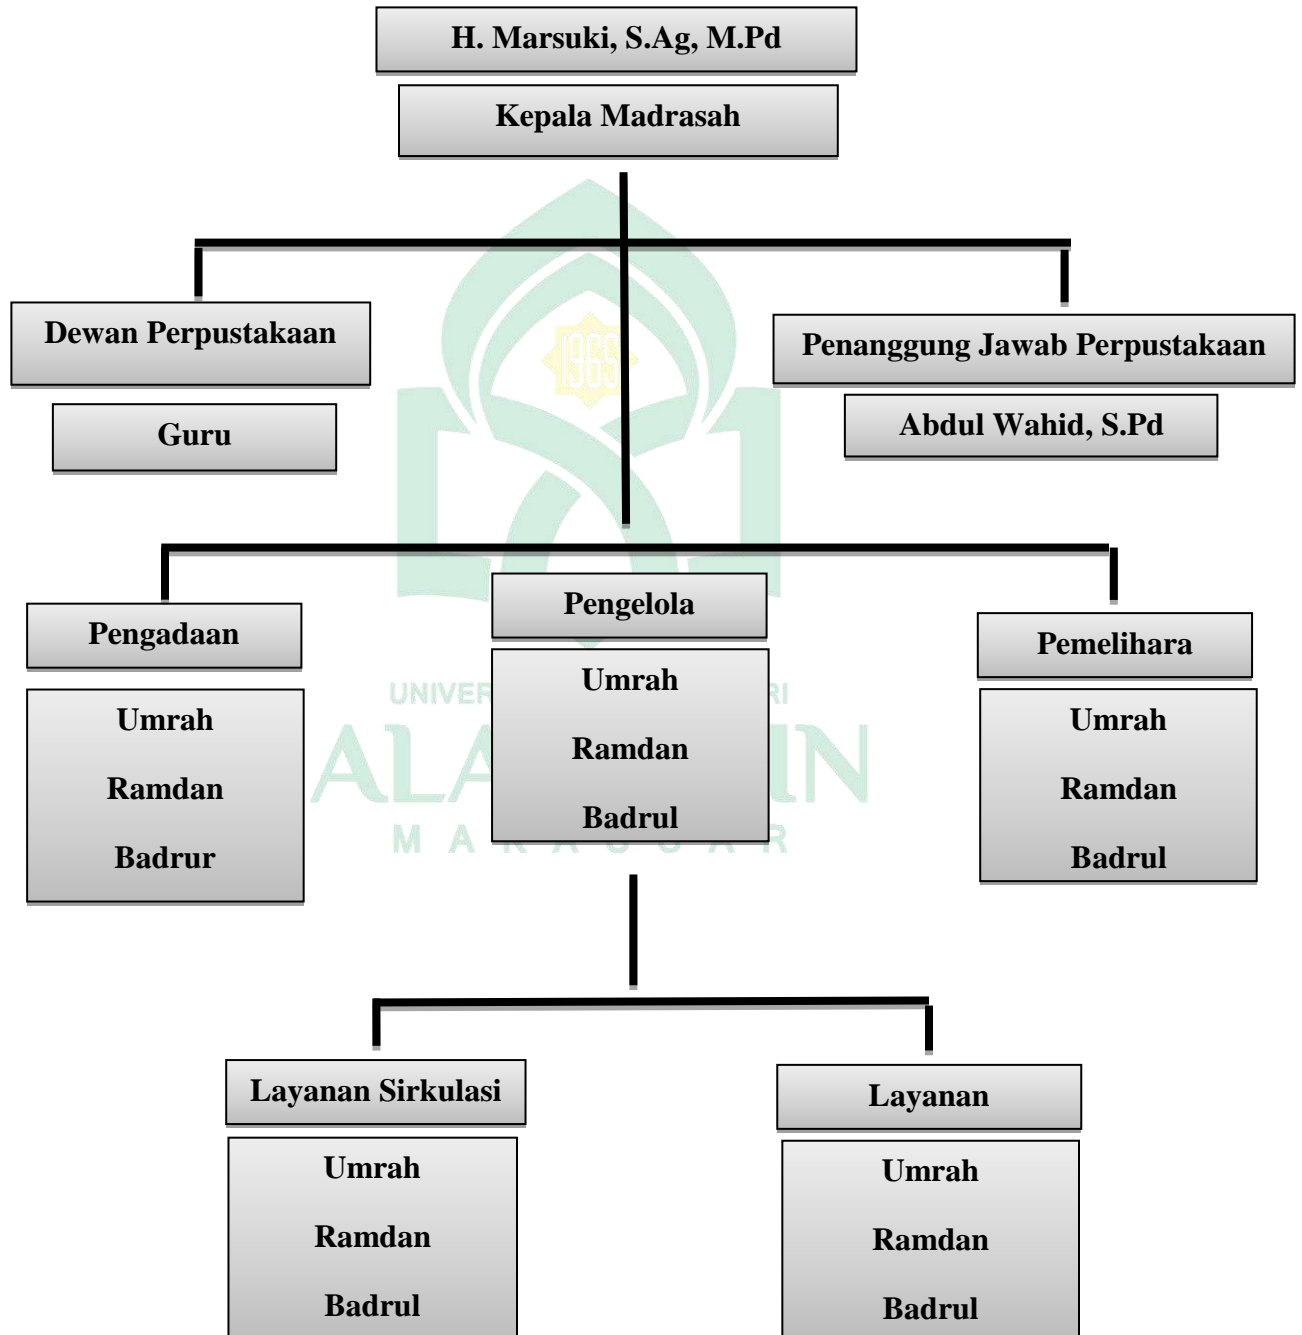 H. Marsuki, S.Ag, M.Pd
Kepala Madrasah
Dewan Perpustakaan
Guru
Penanggung Jawab Perpustakaan
Abdul Wahid, S.Pd
1965
Pengadaan
Umrah
Ramdan
Badrur
Pengelola
Umrah
Ramdan
Badrul
Pemelihara
Umrah
Ramdan
Badrul
Layanan Sirkulasi
Umrah
Ramdan
Badrul
Layanan
Umrah
Ramdan
Badrul